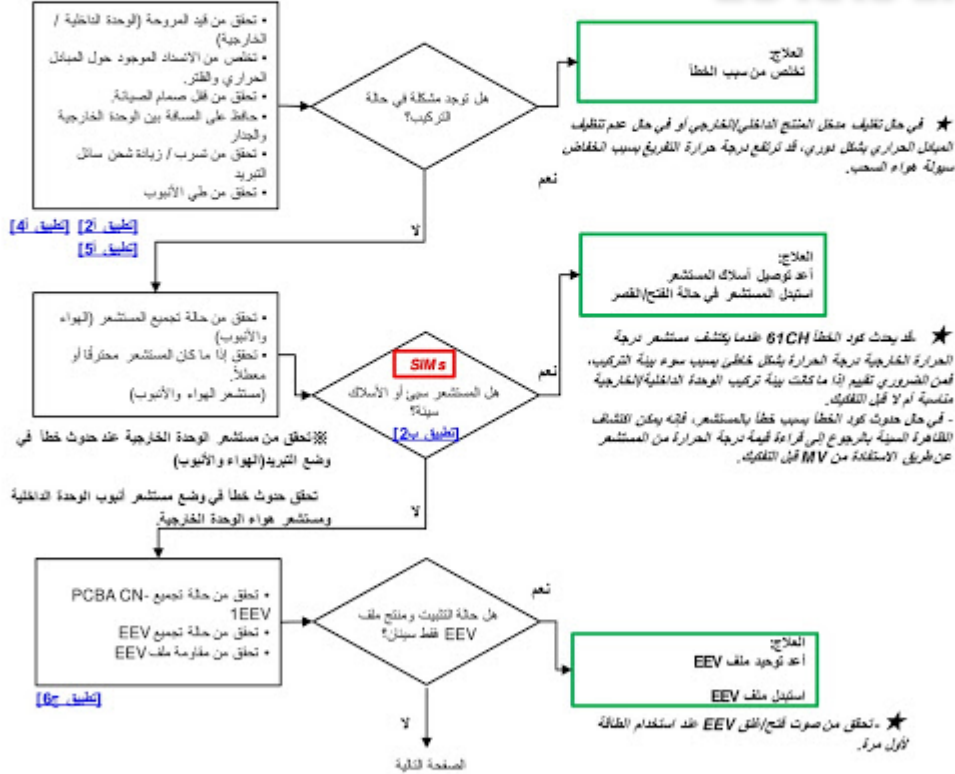 • تحقق من قيد المروحة (الوحدة الداخلية /
الخارجية)
• تخلص من الانسداد الموجود حول المبادل
الحراري والفلتر.
• تحقق من قفل صمام الصيانة.
• حافظ على المسافة بين الوحدة الخارجية
والجدار
• تحقق من تسرب / زيادة شحن سائل
التبريد
• تحقق من طي الأنبوب
[تطبيق أ2] [تطبيق أ4]
[تطبيق أ5]
هل توجد مشكلة في حالة
التركيب؟
نعم
لا
العلاج:
تخلص من سبب الخطأ
★ في حال تغليف مدخل المنتج الداخلي/الخارجي أو في حال عدم تنظيف
المبادل الحراري بشكل دوري، قد ترتفع درجة حرارة التفريغ بسبب انخفاض
سيولة هواء السحب.
• تحقق من حالة تجميع المستشعر (الهواء
والأنبوب)
• تحقق إذا ما كان المستشعر محترقًا أو
معطلاً.
(مستشعر الهواء والأنبوب)
SIMs
هل المستشعر سيئ أو الأسلاك
سيئة؟
[تطبيق ب2]
نعم
لا
العلاج:
أعد توصيل أسلاك المستشعر
استبدل المستشعر في حالة الفتح/القصر
★ -قد يحدث كود الخطأ 61CH عندما يكتشف مستشعر درجة
الحرارة الخارجية درجة الحرارة بشكل خاطئ بسبب سوء بيئة التركيب،
فمن الضروري تقييم إذا ما كانت بيئة تركيب الوحدة الداخلية/الخارجية
مناسبة أم لا قبل التفكيك.
- في حال حدوث كود الخطأ بسبب خطأ بالمستشعر، فإنه يمكن اكتشاف
الظاهرة السيئة بالرجوع إلى قراءة قيمة درجة الحرارة من المستشعر
عن طريق الاستفادة من MV قبل التفكيك.
※تحقق من مستشعر الوحدة الخارجية عند حدوث خطأ في
وضع التبريد(الهواء والأنبوب)
تحقق حدوث خطأ في وضع مستشعر أنبوب الوحدة الداخلية
ومستشعر هواء الوحدة الخارجية.
• تحقق من حالة تجميع PCBA CN-
1EEV
• تحقق من حالة تجميع EEV
• تحقق من مقاومة ملف EEV
[تطبيق ج6]
هل حالة التثبيت ومنتج ملف
EEV فقط سيئان؟
نعم
لا
العلاج:
أعد توحيد ملف EEV
استبدل ملف EEV
★ -تحقق من صوت فتح/غلق EEV عند استخدام الطاقة
لأول مرة.
الصفحة التالية